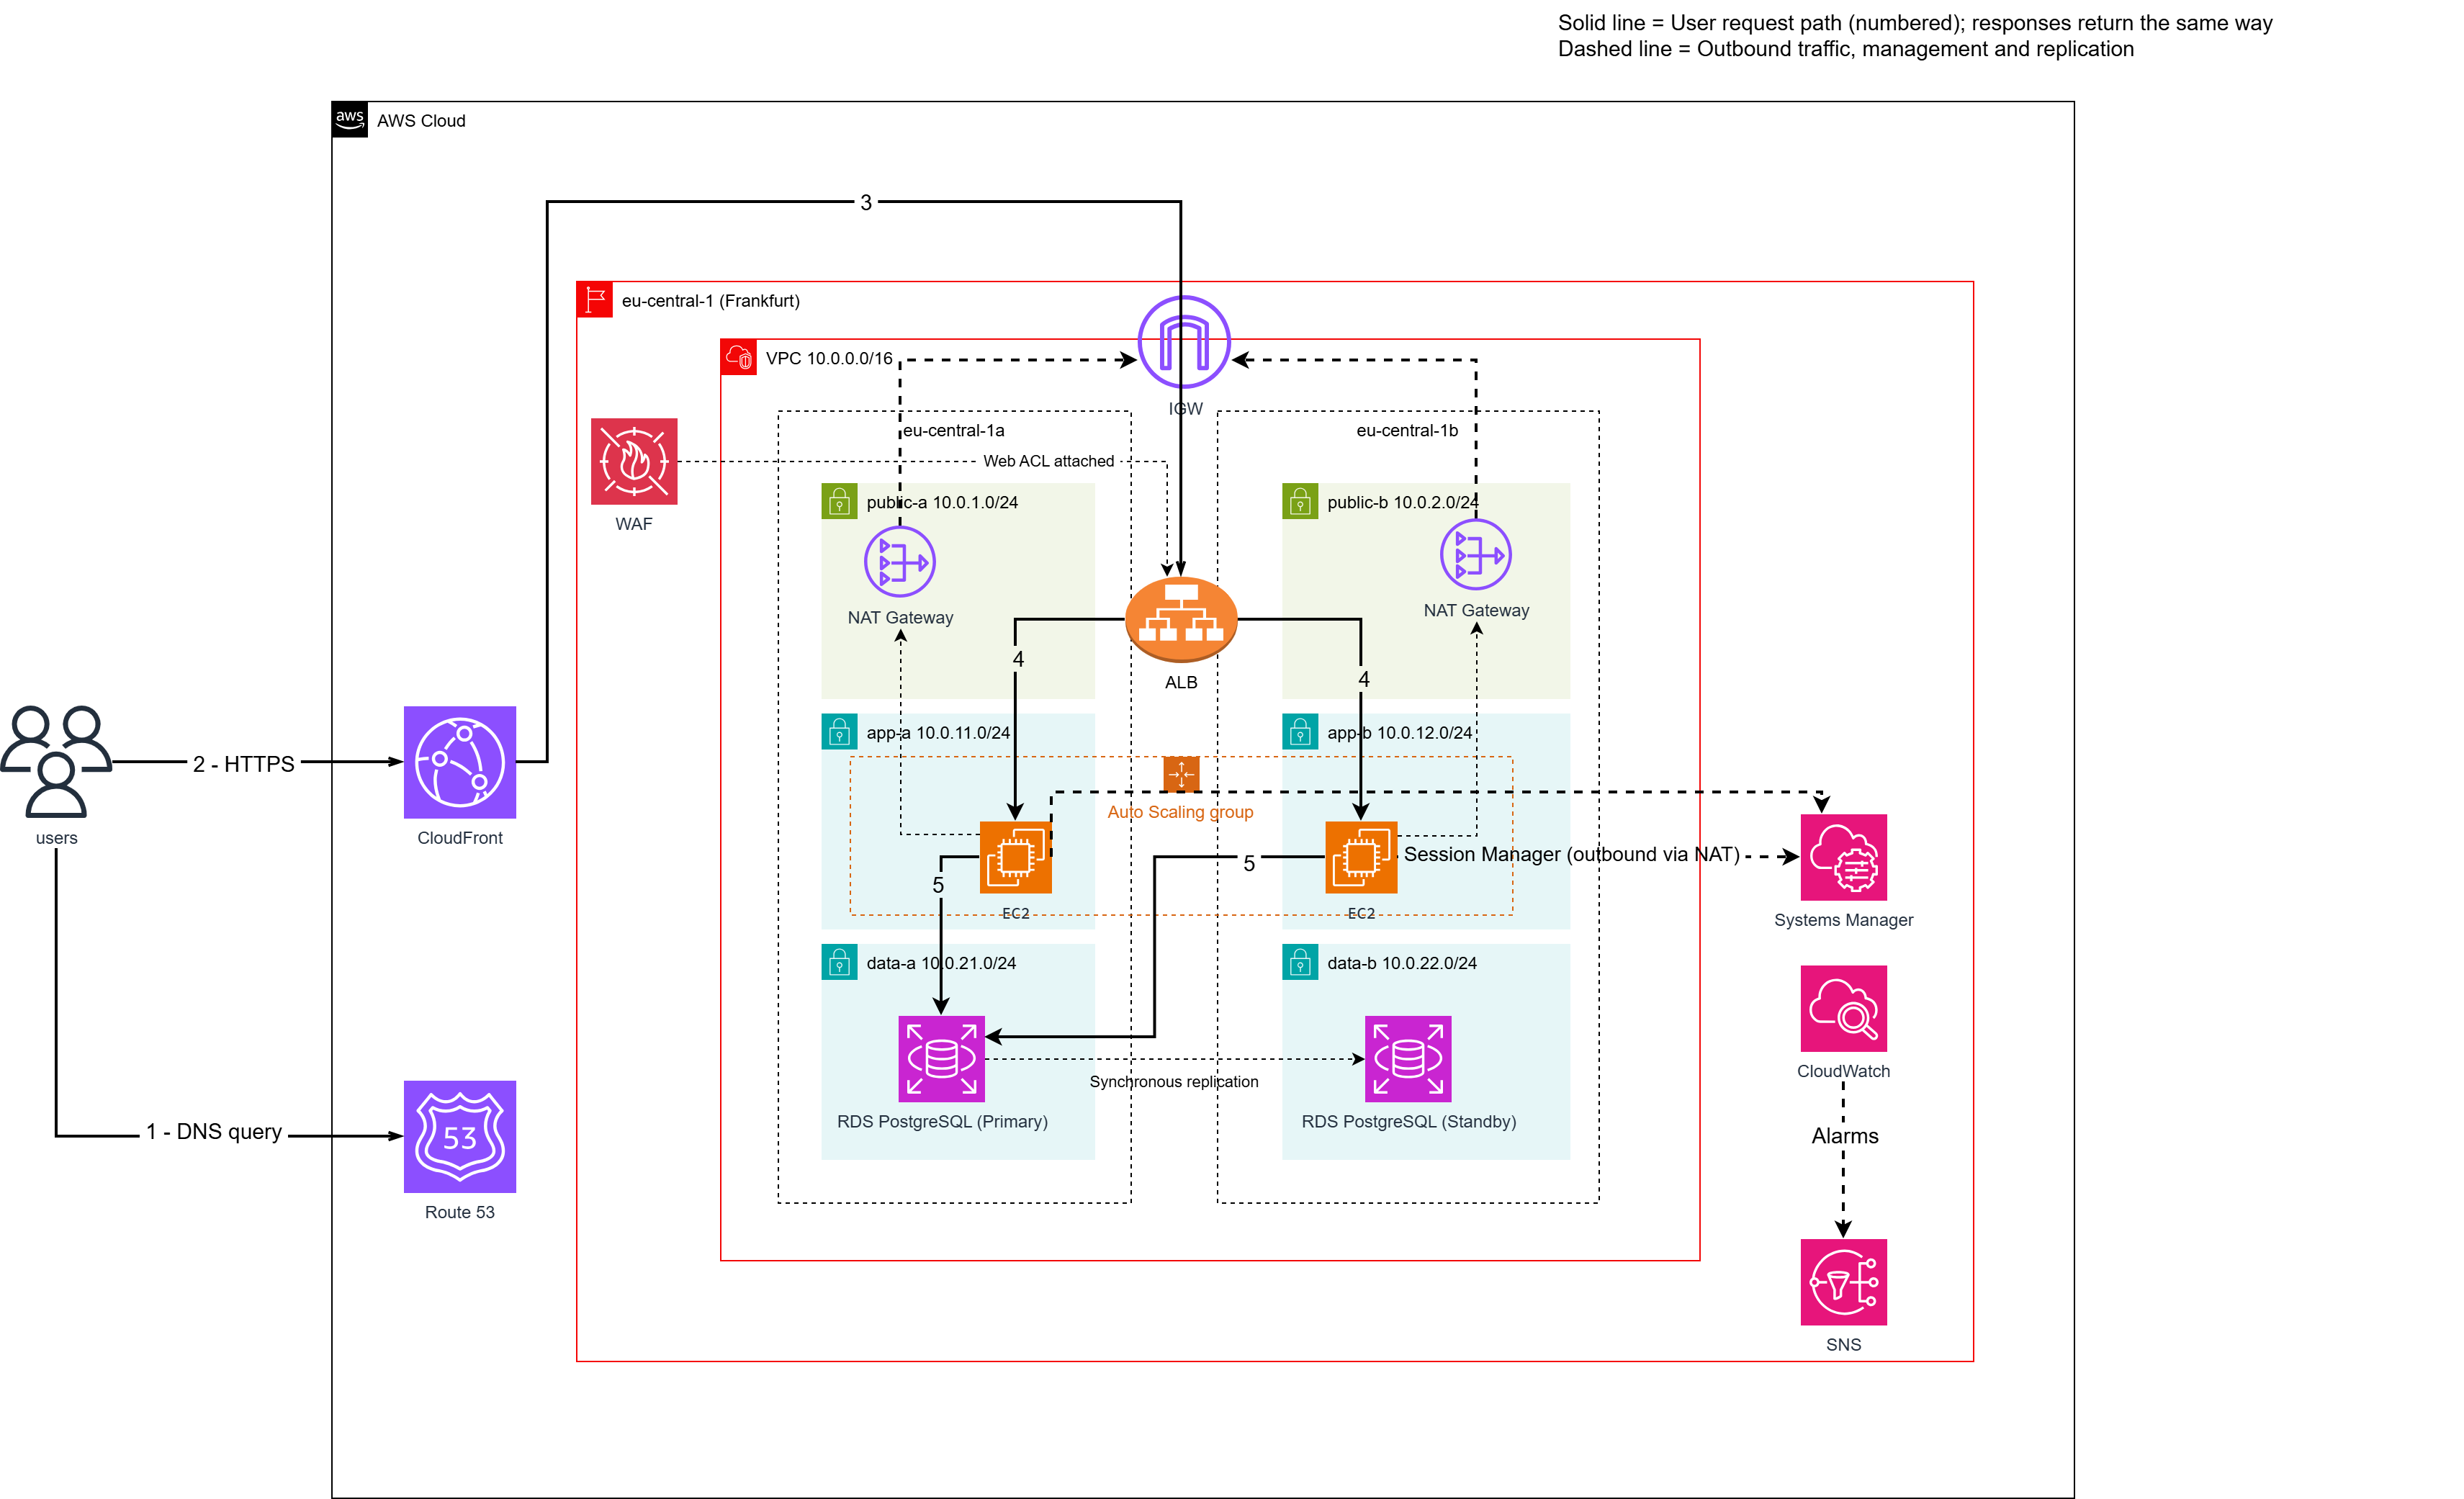 Solid line = User request path (numbered); responses return the same way
Dashed line = Outbound traffic, management and replication
aws
AWS Cloud
3
eu-central-1 (Frankfurt)
VPC 10.0.0.0/16
IGW
eu-central-1a
eu-central-1b
Web ACL attached
WAF
public-a 10.0.1.0/24
public-b 10.0.2.0/24
NAT Gateway
NAT Gateway
4
4
ALB
app-a 10.0.11.0/24
app-b 10.0.12.0/24
2 - HTTPS
users
CloudFront
Auto Scaling group
5
5
Session Manager (outbound via NAT)
EC2
EC2
Systems Manager
data-a 10.0.21.0/24
data-b 10.0.22.0/24
CloudWatch
Synchronous replication
RDS PostgreSQL (Primary)
RDS PostgreSQL (Standby)
1 - DNS query
53
Route 53
Alarms
SNS